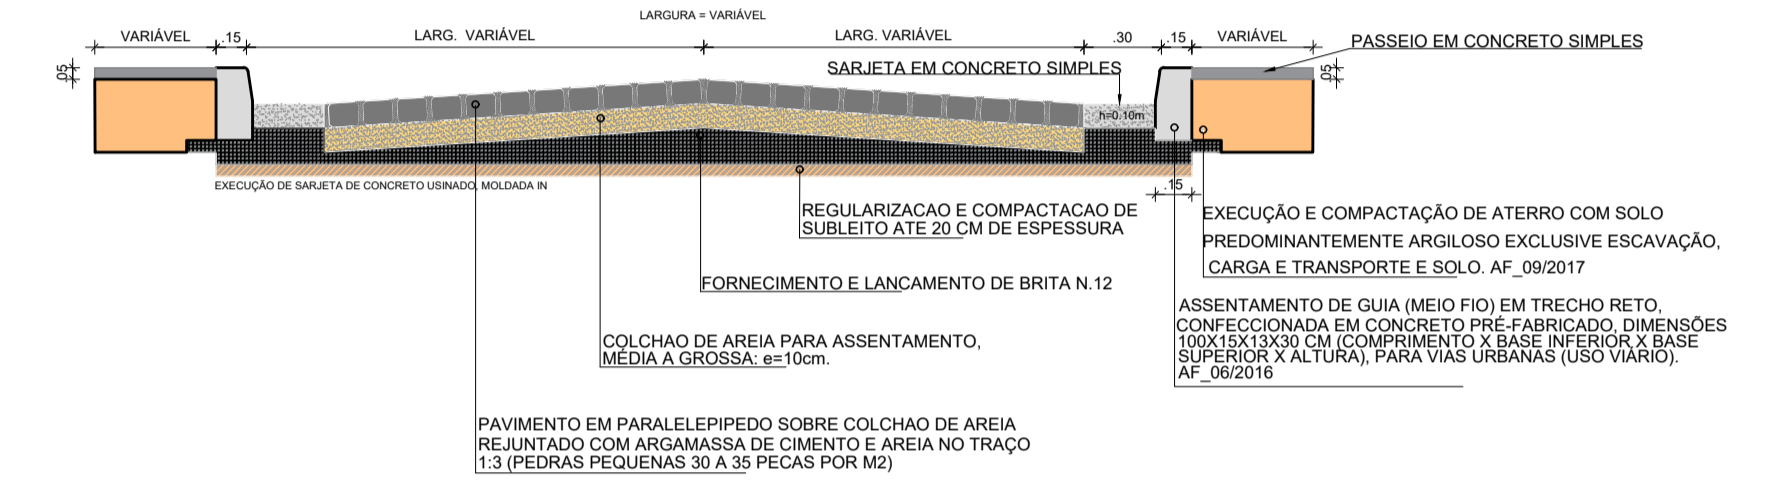 LARGURA = VARIÁVEL
VARIÁVEL .15 LARG. VARIÁVEL LARG. VARIÁVEL .30 .15 VARIÁVEL
PASSEIO EM CONCRETO SIMPLES
SARJETA EM CONCRETO SIMPLES
.05
.05
h=0.10m
EXECUÇÃO DE SARJETA DE CONCRETO USINADO, MOLDADA IN
.15
REGULARIZACAO E COMPACTACAO DE
SUBLEITO ATE 20 CM DE ESPESSURA
EXECUÇÃO E COMPACTAÇÃO DE ATERRO COM SOLO
PREDOMINANTEMENTE ARGILOSO EXCLUSIVE ESCAVAÇÃO,
CARGA E TRANSPORTE E SOLO. AF_09/2017
FORNECIMENTO E LANCAMENTO DE BRITA N.12
ASSENTAMENTO DE GUIA (MEIO FIO) EM TRECHO RETO,
CONFECCIONADA EM CONCRETO PRÉ-FABRICADO, DIMENSÕES
100X15X13X30 CM (COMPRIMENTO X BASE INFERIOR X BASE
SUPERIOR X ALTURA), PARA VIAS URBANAS (USO VIÁRIO).
AF_06/2016
COLCHAO DE AREIA PARA ASSENTAMENTO,
MÉDIA A GROSSA: e=10cm.
PAVIMENTO EM PARALELEPIPEDO SOBRE COLCHAO DE AREIA
REJUNTADO COM ARGAMASSA DE CIMENTO E AREIA NO TRAÇO
1:3 (PEDRAS PEQUENAS 30 A 35 PECAS POR M2)